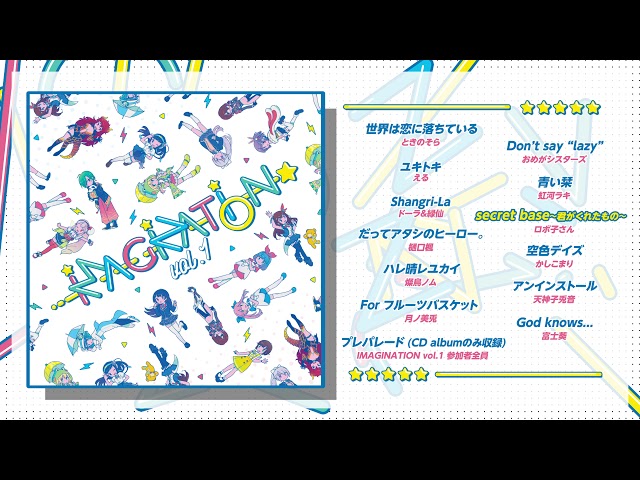 IMAGINATION
vol.1
世界は恋に落ちている
ときのそら
ユキトキ
える
Shangri-La
ドーラ&緑仙
だってアタシのヒーロー。
樋口楓
ハレ晴レユカイ
燦鳥ノム
For フルーツバスケット
月ノ美兎
プレパレード (CD albumのみ収録)
IMAGINATION vol.1 参加者全員
Don't say “lazy”
おめがシスターズ
青い栞
虹河ラキ
secret base~君がくれたもの~
ロボ子さん
空色デイズ
かしこまり
アンインストール
天神子兎音
God knows...
富士葵